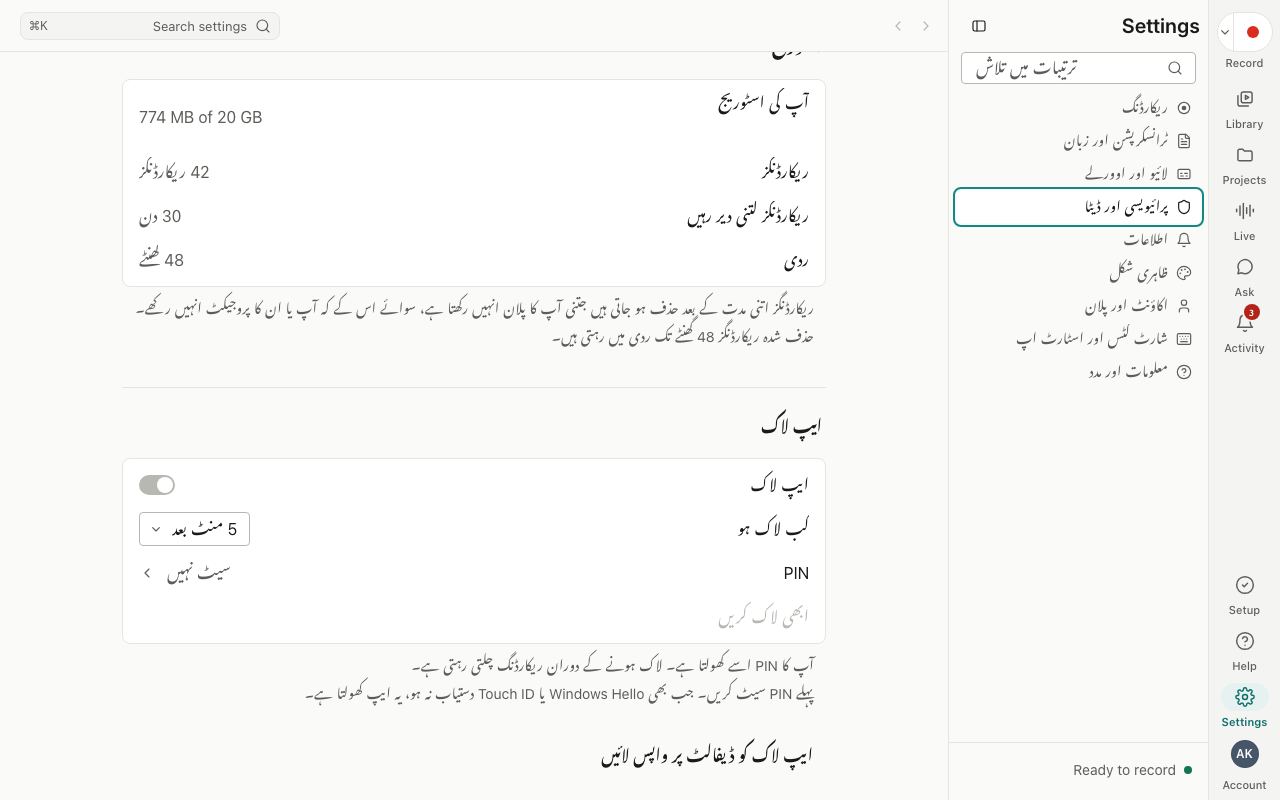 Settings
Search settings
⌘K
Record
Library
Projects
Live
Ask
3
Activity
Setup
Help
Settings
AK
Account
ترتیبات میں تلاش
ریکارڈنگ
ٹرانسکرپشن اور زبان
لائیو اور اوورلے
پرائیویسی اور ڈیٹا
اطلاعات
ظاہری شکل
اکاؤنٹ اور پلان
شارٹ کٹس اور اسٹارٹ اپ
معلومات اور مدد
Ready to record
آپ کی اسٹوریج
774 MB of 20 GB
ریکارڈنگز
42 ریکارڈنگز
ریکارڈنگز کتنی دیر رہیں
30 دن
ردی
48 گھنٹے
ریکارڈنگز اتنی مدت کے بعد حذف ہو جاتی ہیں جتنی آپ کا پلان انہیں رکھتا ہے، سوائے اس کے کہ آپ یا ان کا پروجیکٹ انہیں رکھے۔
حذف شدہ ریکارڈنگز 48 گھنٹے تک ردی میں رہتی ہیں۔
ایپ لاک
ایپ لاک
کب لاک ہو
5 منٹ بعد
PIN
سیٹ نہیں
ابھی لاک کریں
آپ کا PIN اسے کھولتا ہے۔ لاک ہونے کے دوران ریکارڈنگ چلتی رہتی ہے۔
پہلے PIN سیٹ کریں۔ جب بھی Windows Hello یا Touch ID دستیاب نہ ہو، یہ ایپ کھولتا ہے۔
ایپ لاک کو ڈیفالٹ پر واپس لائیں